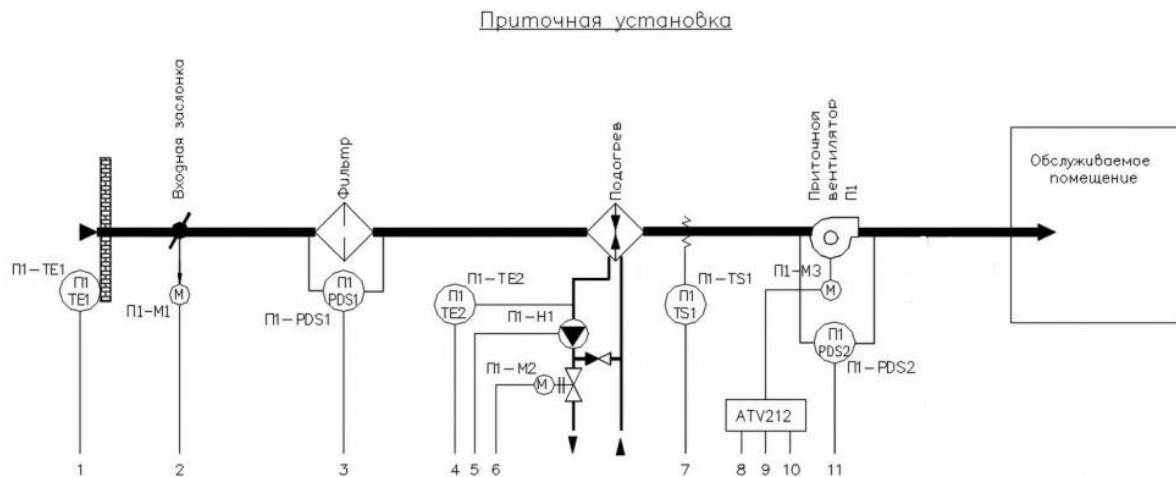 Приточная установка
Входная заслонка
Фильтр
Подогрев
Приточной
вентилятор
П1
Обслуживаемое
помещение
П1-TE1
П1
TE1
П1-M1
M
П1-PDS1
П1
PDS1
П1-TE2
П1
TE2
П1-H1
П1-M2
M
П1-TS1
П1
TS1
П1-M3
M
П1
PDS2
П1-PDS2
ATV212
1
2
3
4
5
6
7
8
9
10
11